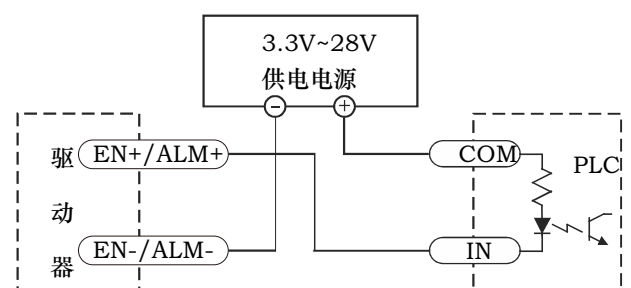 3.3V~28V
供电电源
驱动器
EN+/ALM+
EN-/ALM-
COM
IN
PLC